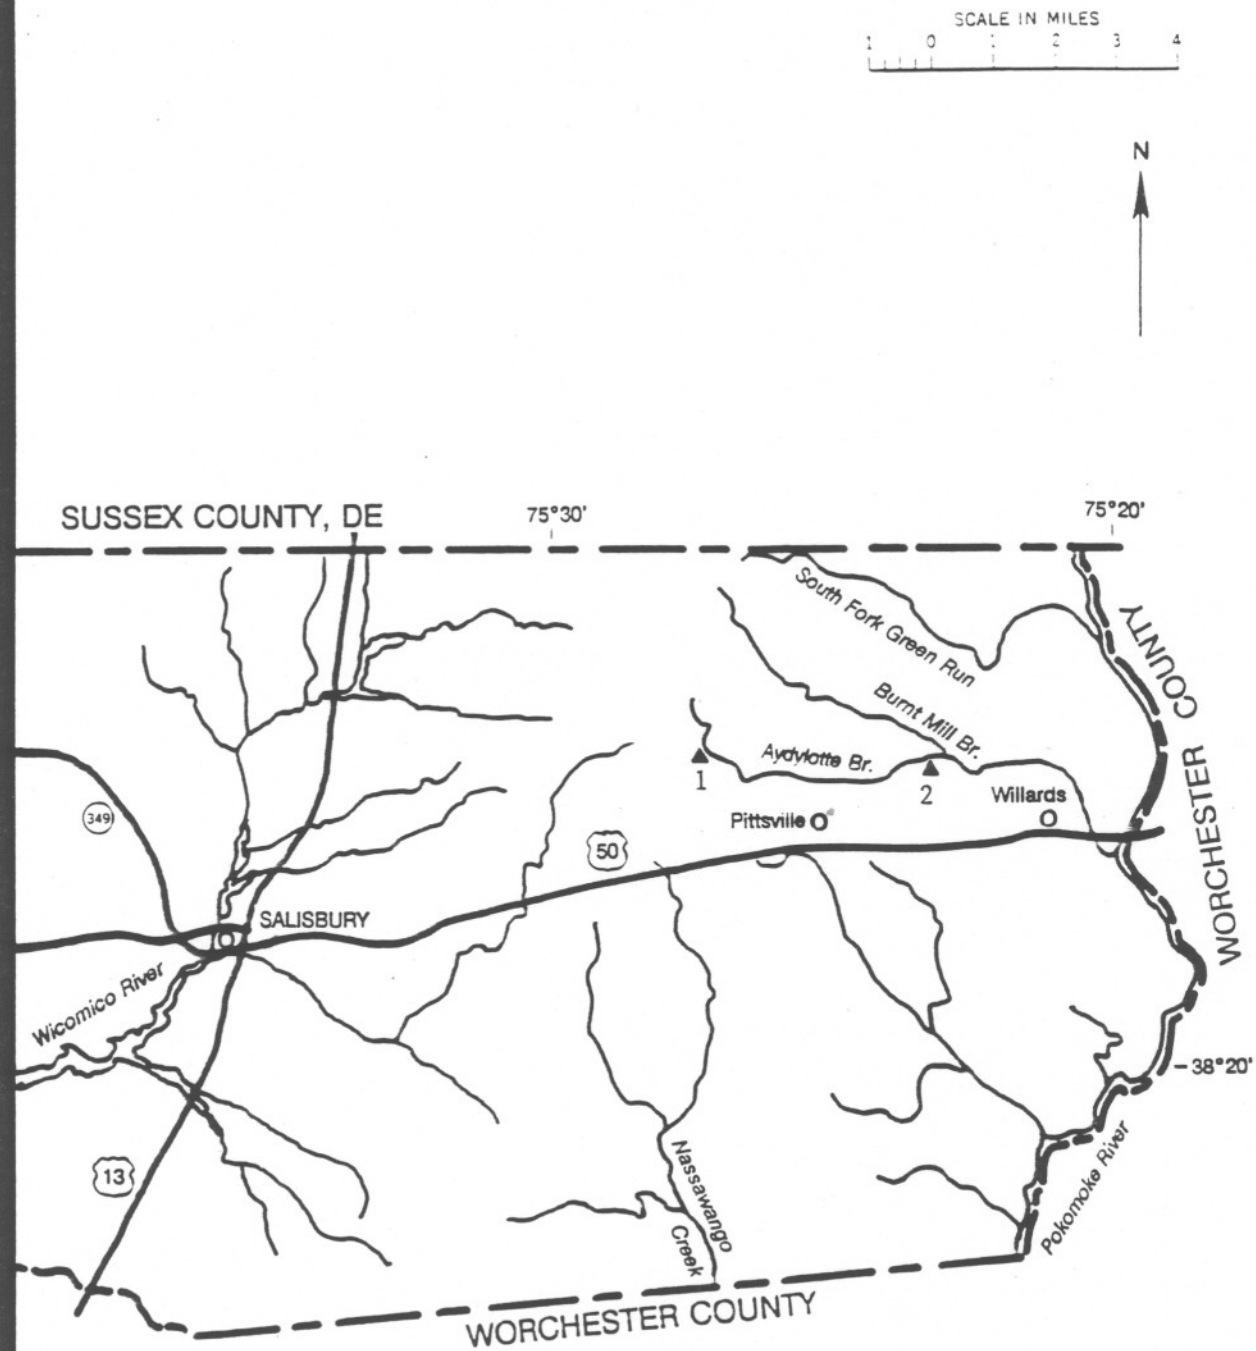 SCALE IN MILES
1 0 1 2 3 4
N
SUSSEX COUNTY, DE
75°30'
75°20'
South Fork Green Run
COUNTY
WORCHESTER
Burnt Mill Br.
Aydylotte Br.
1
2
Willards
Pittsville
349
50
SALISBURY
Wicomico River
38°20'
13
Nassawango
Creek
Pokomoke River
WORCHESTER COUNTY